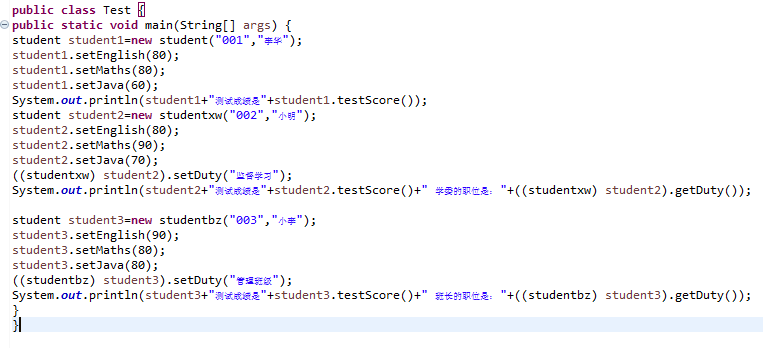 public class Test {
public static void main(String[] args) {
student student1=new student("001","李华");
student1.setEnglish(80);
student1.setMaths(80);
student1.setJava(60);
System.out.println(student1+"测试成绩是"+student1.testScore());
student student2=new studentxw("002","小明");
student2.setEnglish(80);
student2.setMaths(90);
student2.setJava(70);
((studentxw) student2).setDuty("监督学习");
System.out.println(student2+"测试成绩是"+student2.testScore()+" 学委的职位是: "+((studentxw) student2).getDuty());
student student3=new studentbz("003","小李");
student3.setEnglish(90);
student3.setMaths(80);
student3.setJava(80);
((studentbz) student3).setDuty("管理班级");
System.out.println(student3+"测试成绩是"+student3.testScore()+" 班长的职位是: "+((studentbz) student3).getDuty());
}
}